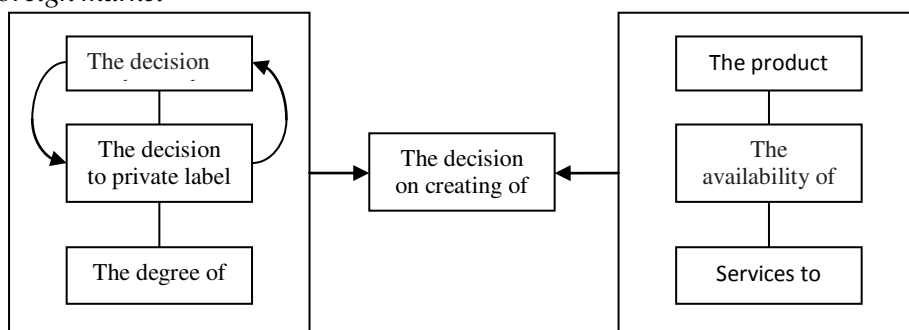 foreign market
The decision
The decision
to private label
The degree of
The decision
on creating of
The product
The
availability of
Services to